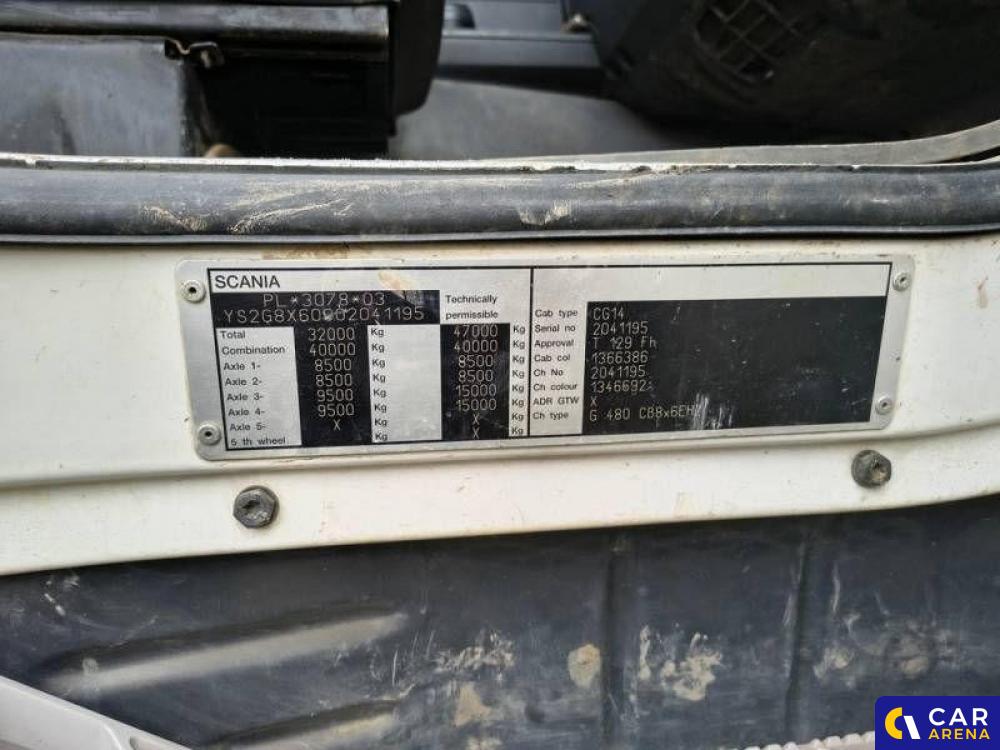 SCANIA
PL*3078*03
YS2G8X60002041195
Technically
permissible
Total 32000 Kg 47000 Kg
Combination 40000 Kg 40000 Kg
Axle 1- 8500 Kg 8500 Kg
Axle 2- 8500 Kg 8500 Kg
Axle 3- 9500 Kg 15000 Kg
Axle 4- 9500 Kg 15000 Kg
Axle 5- X Kg X Kg
5 th wheel Kg X Kg
Cab type CG14
Serial no 2041195
Approval T 129 Fh
Cab col 1366386
Ch No 2041195
Ch colour 1346692
ADR GTW X
Ch type G 480 CB8x6EHZ
CAR
ARENA